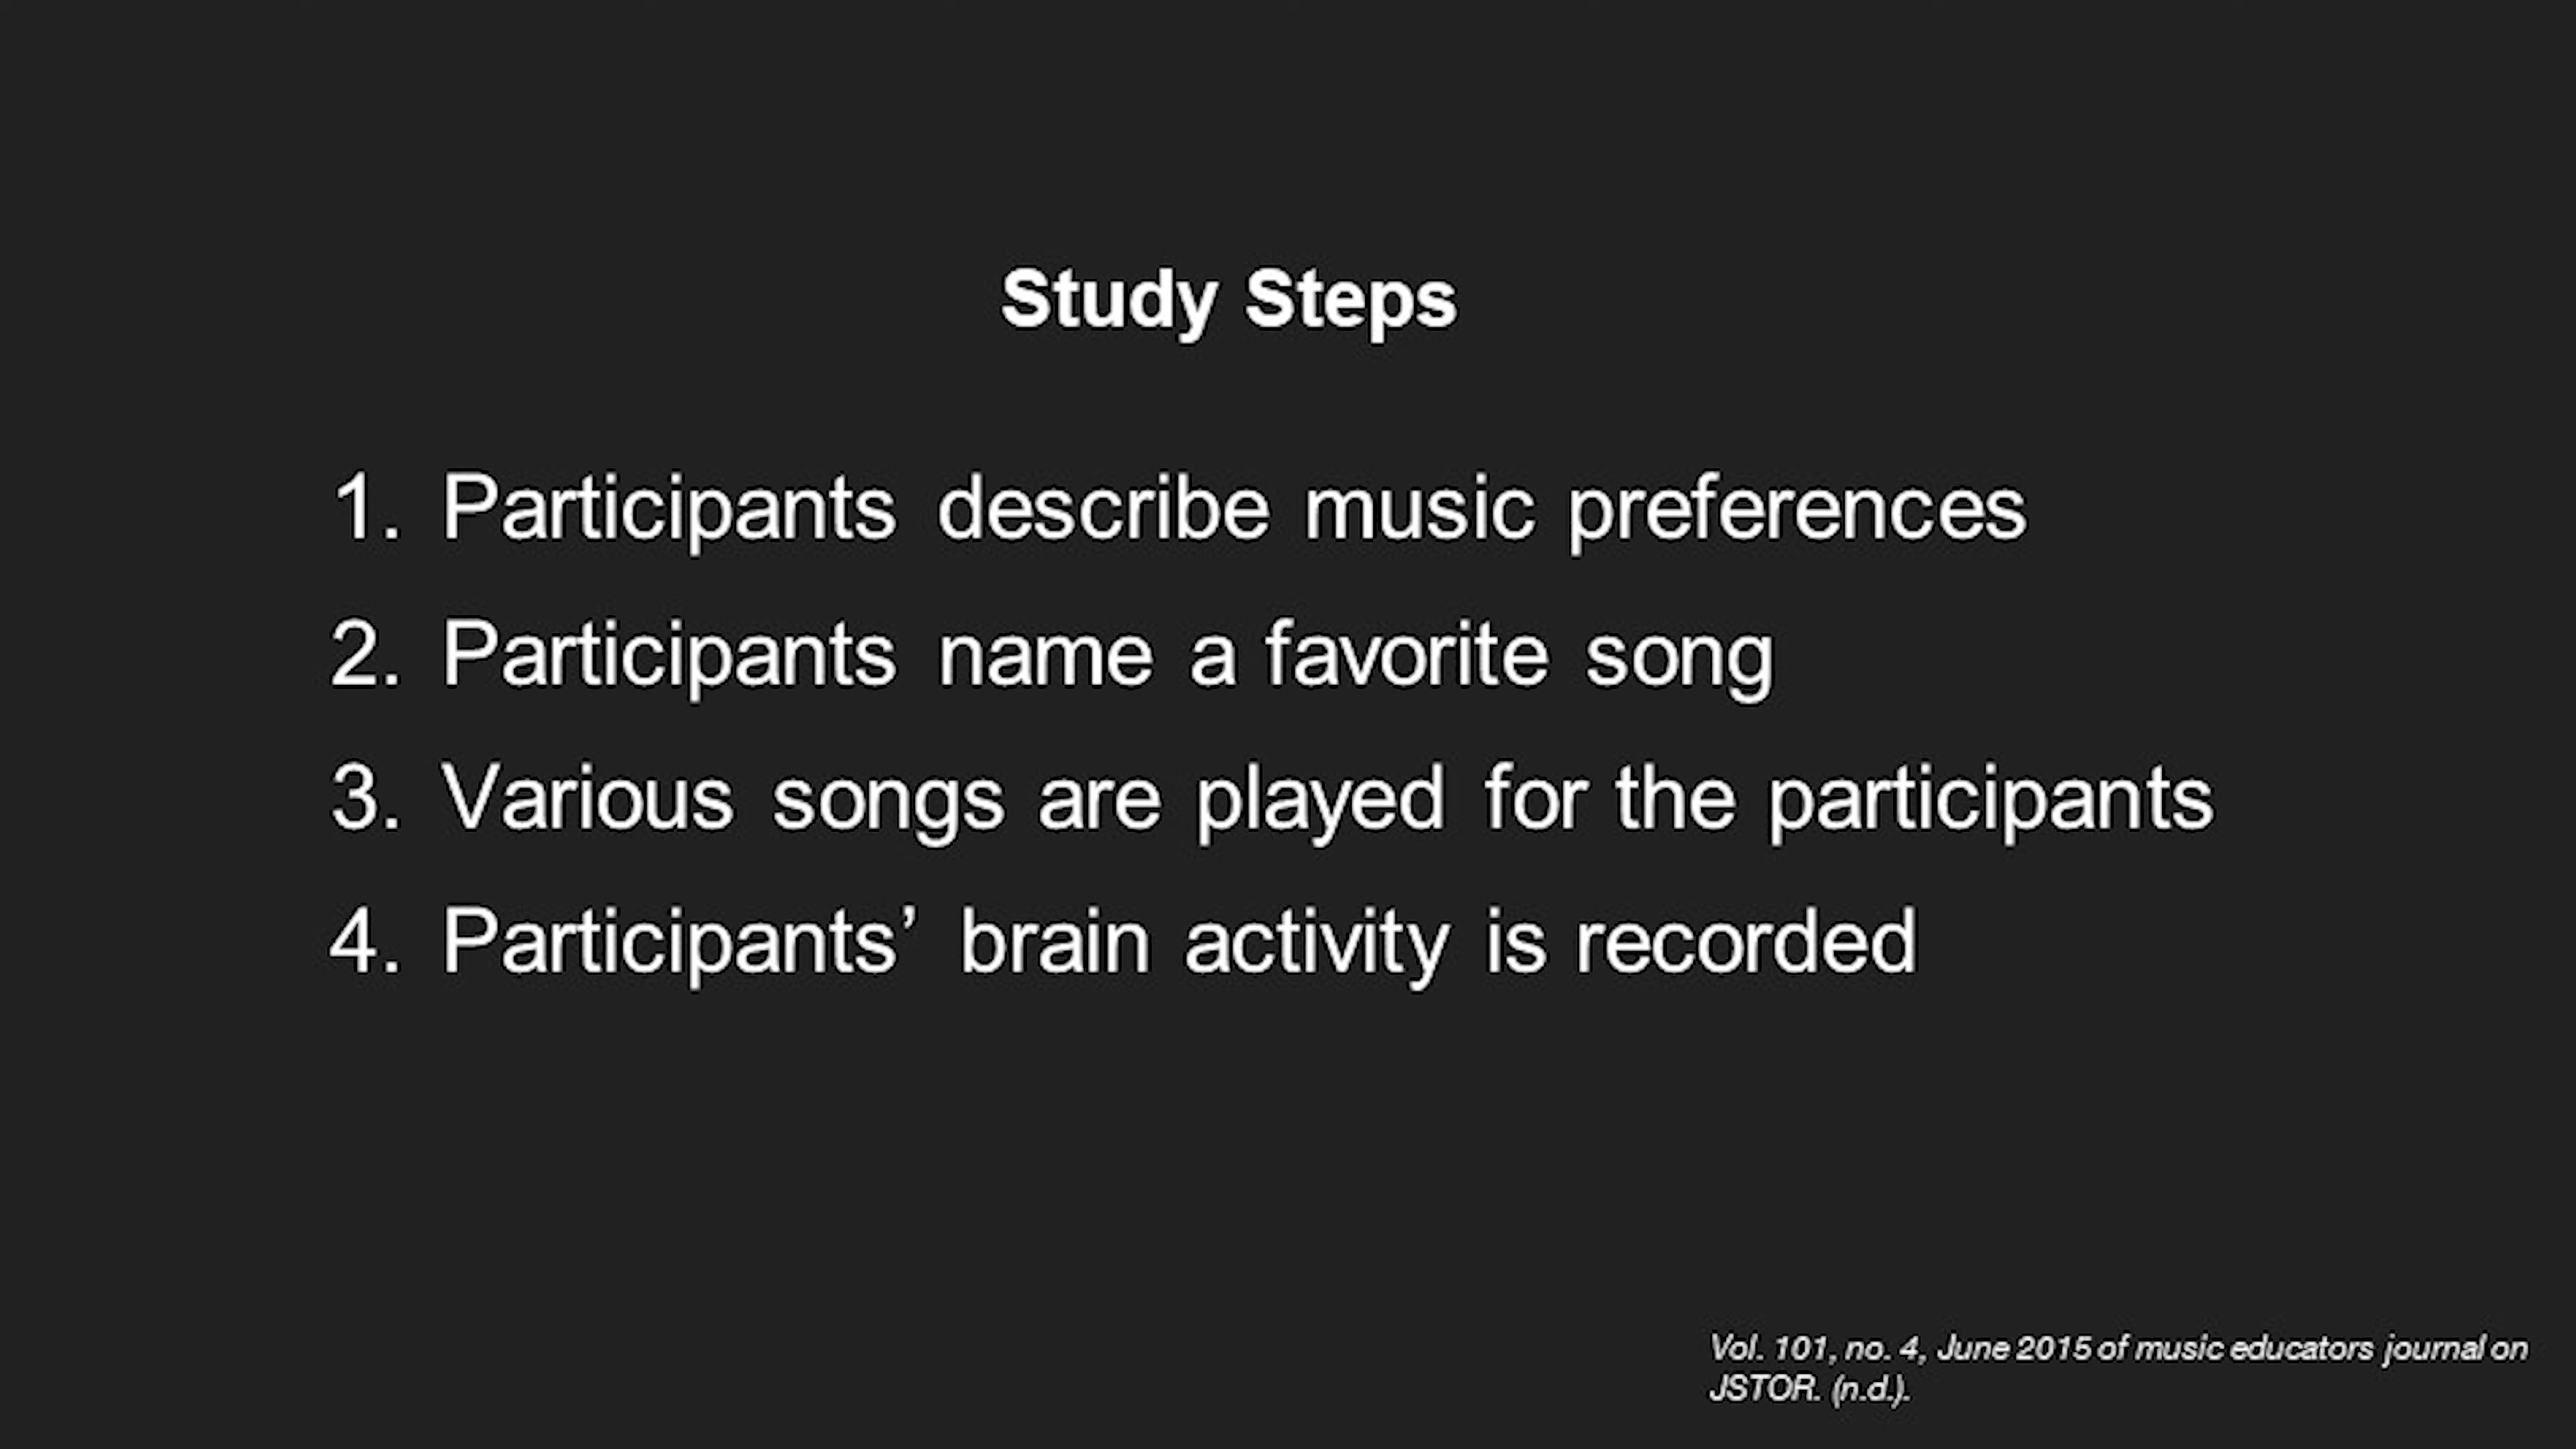 Study Steps
1. Participants describe music preferences
2. Participants name a favorite song
3. Various songs are played for the participants
4. Participants’ brain activity is recorded
Vol. 101, no. 4, June 2015 of music educators journal on
JSTOR. (n.d.).